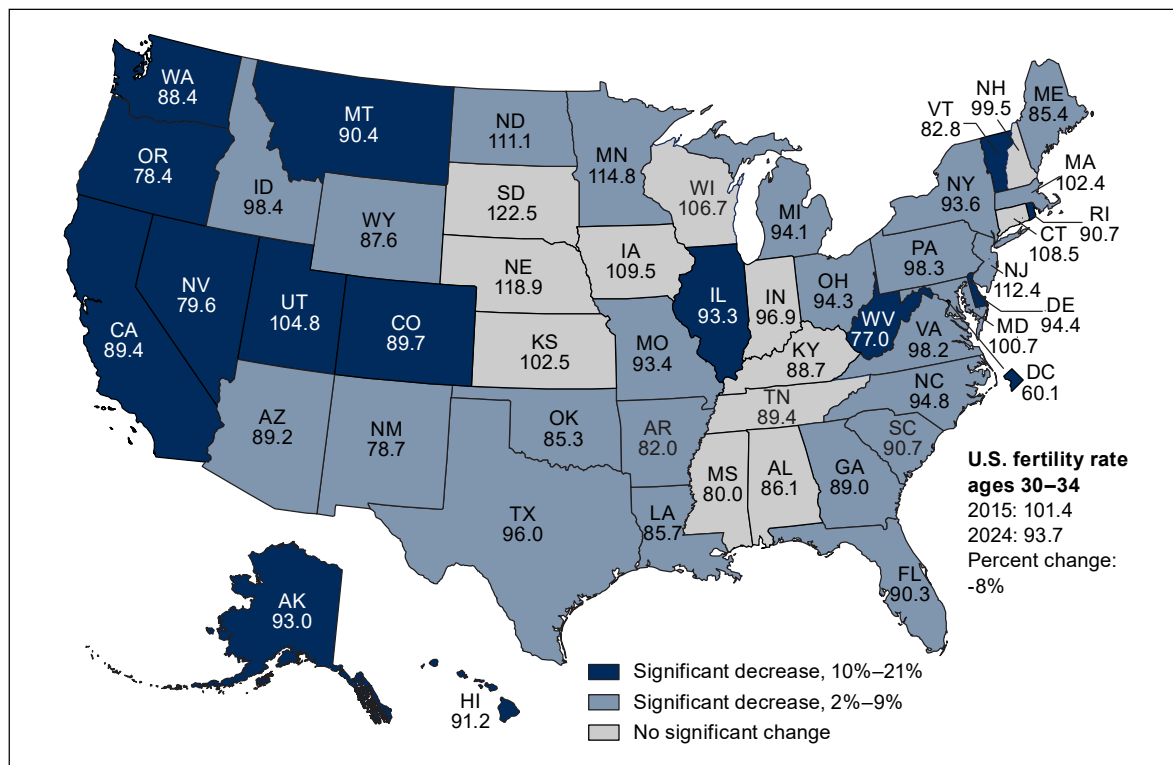 WA
88.4
MT
90.4
ND
111.1
MN
114.8
VT
82.8
NH
99.5
ME
85.4
OR
78.4
ID
98.4
SD
122.5
WI
106.7
MI
94.1
NY
93.6
MA
102.4
RI
90.7
CT
108.5
WY
87.6
NE
118.9
IA
109.5
PA
98.3
NJ
112.4
NV
79.6
UT
104.8
CO
89.7
CA
89.4
KS
102.5
MO
93.4
IL
93.3
IN
96.9
OH
94.3
WV
77.0
VA
98.2
DE
94.4
MD
100.7
DC
60.1
KY
88.7
NC
94.8
TN
89.4
AZ
89.2
NM
78.7
OK
85.3
AR
82.0
SC
90.7
MS
80.0
AL
86.1
GA
89.0
TX
96.0
LA
85.7
FL
90.3
AK
93.0
HI
91.2
U.S. fertility rate
ages 30–34
2015: 101.4
2024: 93.7
Percent change:
-8%
Significant decrease, 10%–21%
Significant decrease, 2%–9%
No significant change